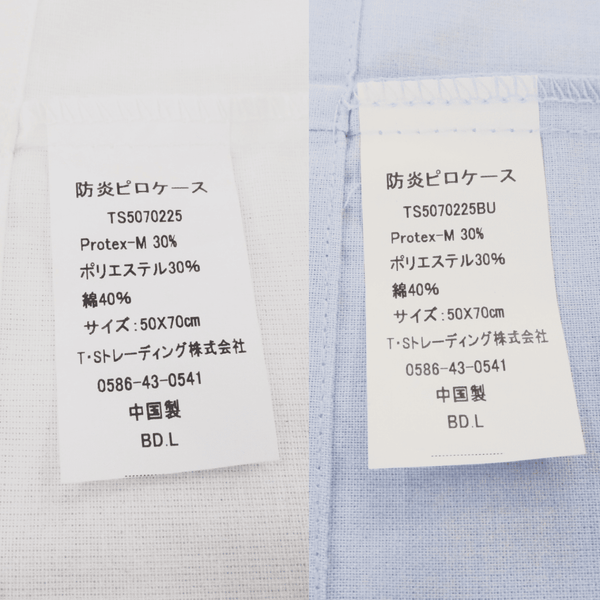 防炎ピロケース
TS5070225
Protex-M 30%
ポリエステル30%
綿40%
サイズ:50X70cm
T・Sトレーディング株式会社
0586-43-0541
中国製
BD.L
防炎ピロケース
TS5070225BU
Protex-M 30%
ポリエステル30%
綿40%
サイズ:50X70cm
T・Sトレーディング株式会社
0586-43-0541
中国製
BD.L